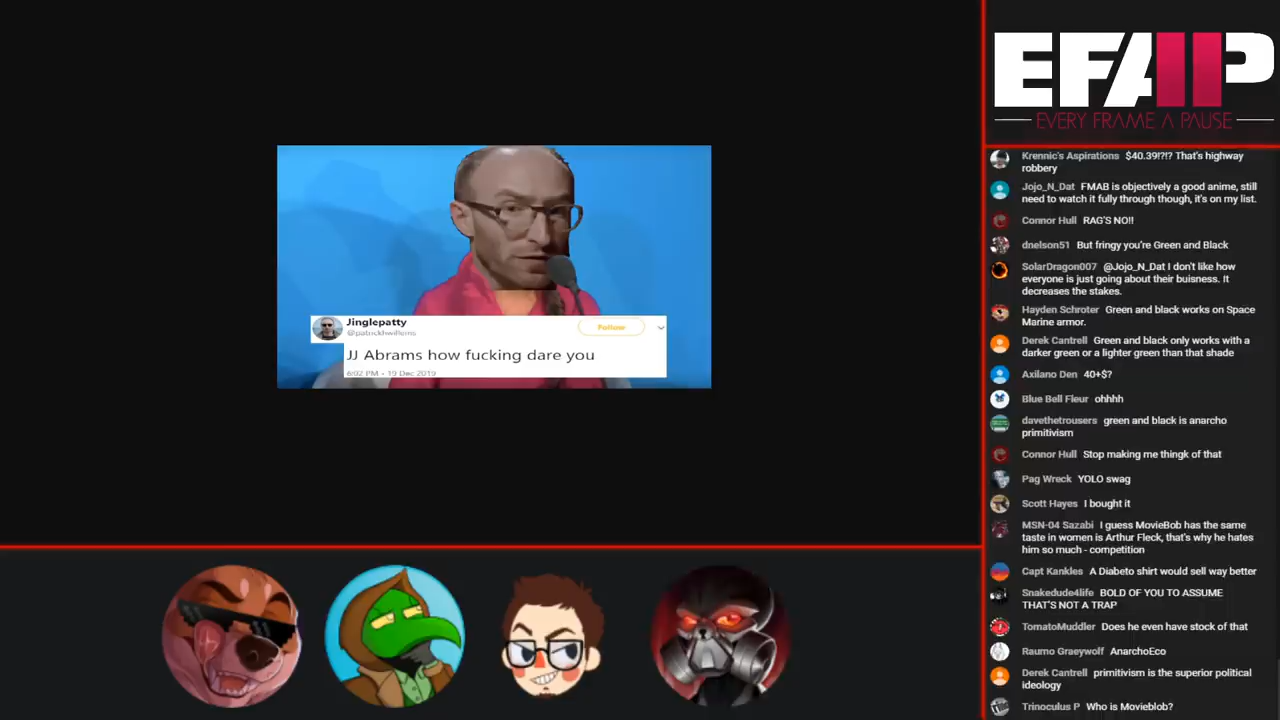 EFAP
EVERY FRAME A PAUSE
Jinglepatty
@patrickhwillems
Follow
JJ Abrams how fucking dare you
6:02 PM - 19 Dec 2019
Krennic's Aspirations $40.39!?!? That's highway
robbery
Jojo_N_Dat FMAB is objectively a good anime, still
need to watch it fully through though, it's on my list.
Connor Hull RAG'S NO!!
dnelson51 But fringy you're Green and Black
SolarDragon007 @Jojo_N_Dat I don't like how
everyone is just going about their buisness. It
decreases the stakes.
Hayden Schroter Green and black works on Space
Marine armor.
Derek Cantrell Green and black only works with a
darker green or a lighter green than that shade
Axilano Den 40+$?
Blue Bell Fleur ohhhh
davethetrousers green and black is anarcho
primitivism
Connor Hull Stop making me thingk of that
Pag Wreck YOLO swag
Scott Hayes I bought it
MSN-04 Sazabi I guess MovieBob has the same
taste in women is Arthur Fleck, that's why he hates
him so much - competition
Capt Kankles A Diabeto shirt would sell way better
Snakedude4life BOLD OF YOU TO ASSUME
THAT'S NOT A TRAP
TomatoMuddler Does he even have stock of that
Raumo Graeywolf AnarchoEco
Derek Cantrell primitivism is the superior political
ideology
Trinoculus P Who is Movieblob?